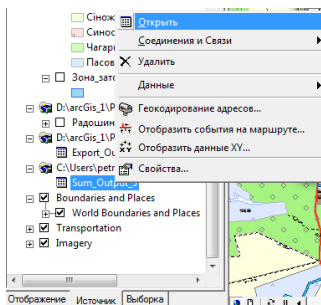 Сінож
Синос
Чагар
Пасов
Зона_зато
D:\arcGis_1\P
Радошин
D:\arcGis_1\P
Export_Ou
C:\Users\petr
Sum_Output_3
Boundaries and Places
World Boundaries and Places
Transportation
Imagery
Открыть
Соединения и Связи
Удалить
Данные
Геокодирование адресов...
Отобразить события на маршруте...
Отобразить данные XY...
Свойства...
Отображение Источник Выборка